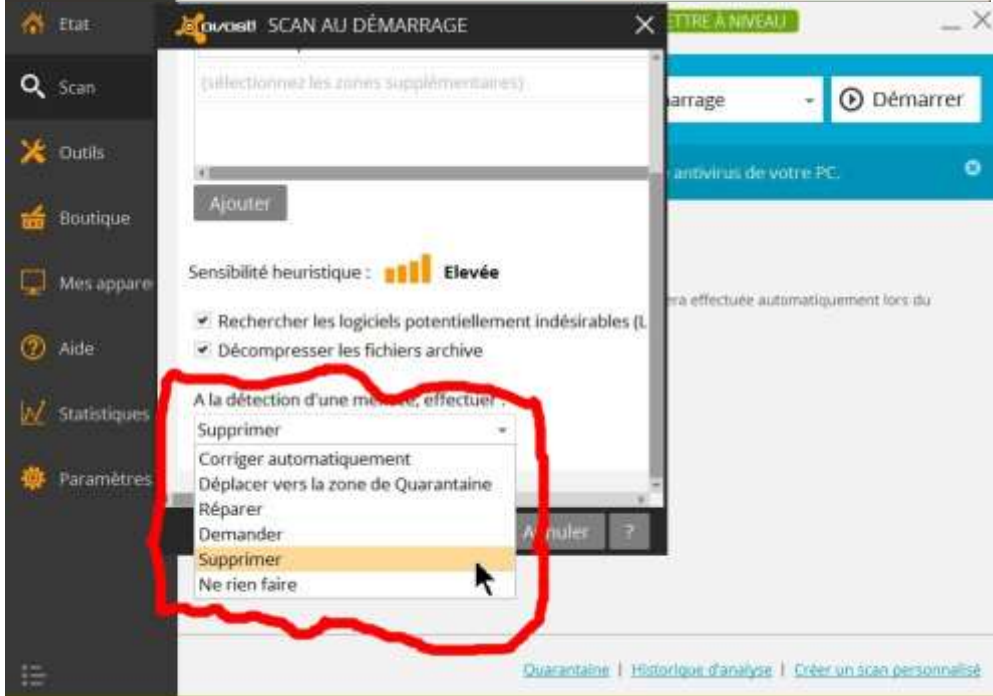 Etat
Scan
Outils
Boutique
Mes appare
Aide
Statistiques
Paramètres
avast! SCAN AU DÉMARRAGE
(sélectionnez les zones supplémentaires)
Ajouter
Sensibilité heuristique : Elevée
Rechercher les logiciels potentiellement indésirables (L
Décompresser les fichiers archive
A la détection d'une effectuer :
Supprimer
Corriger automatiquement
Déplacer vers la zone de Quarantaine
Réparer
Demander
Supprimer
Ne rien faire
Annuler ?
ETTRE À NIVEAU
arrage
Démarrer
antivirus de votre PC.
era effectuée automatiquement lors du
Quarantaine | Historique d'analyse | Créer un scan personnalisé